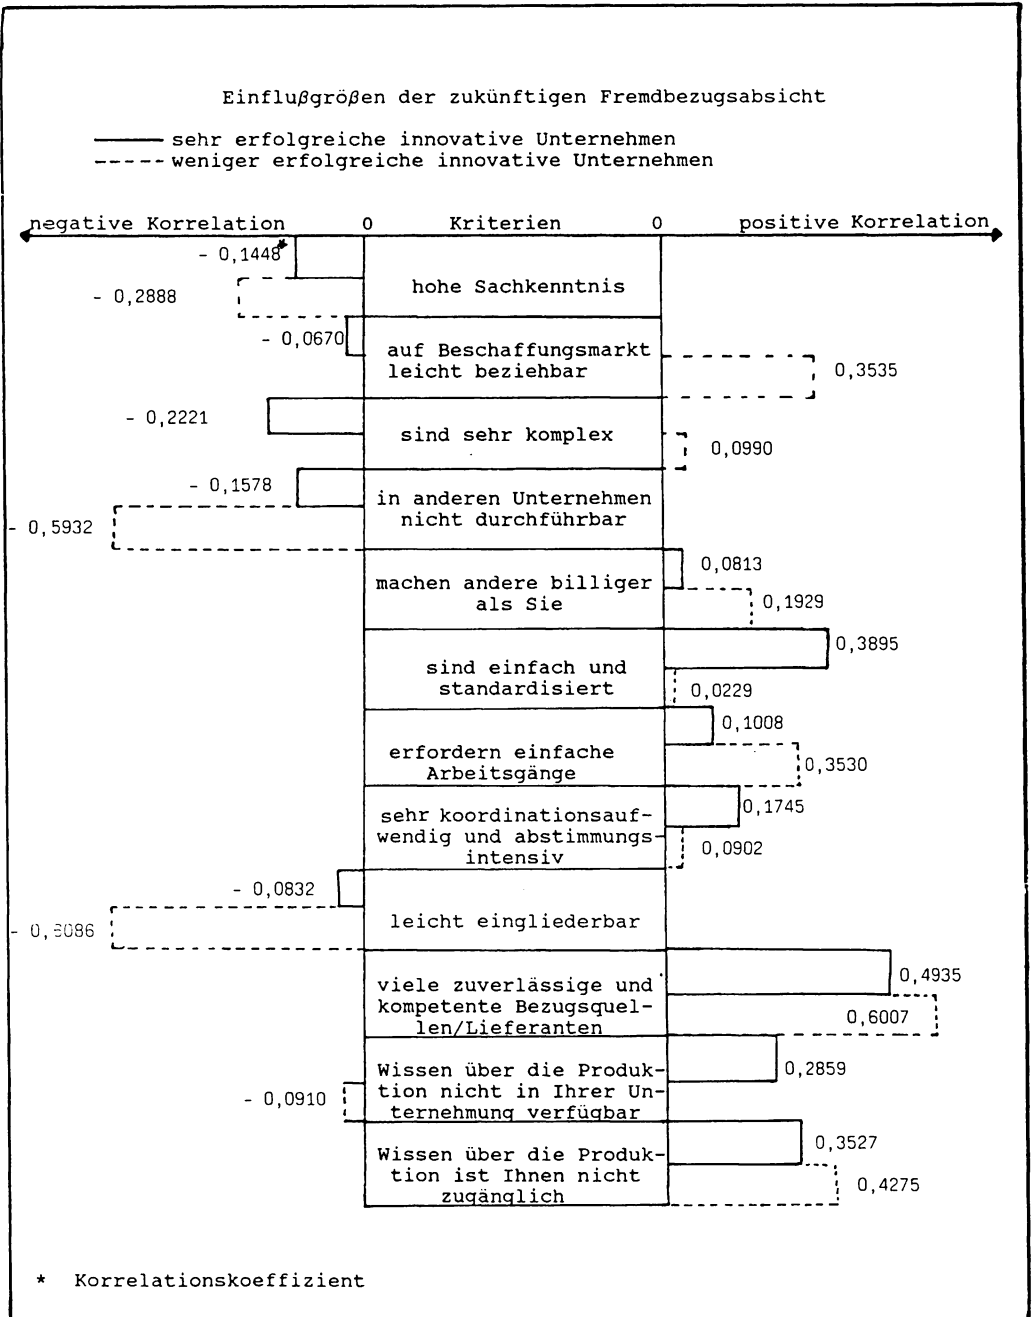 Einflußgrößen der zukünftigen Fremdbezugsabsicht
sehr erfolgreiche innovative Unternehmen
weniger erfolgreiche innovative Unternehmen
negative Korrelation 0 Kriterien 0 positive Korrelation
- 0,1448*
hohe Sachkenntnis
- 0,2888
- 0,0670
auf Beschaffungsmarkt
leicht beziehbar
0,3535
- 0,2221
sind sehr komplex
0,0990
- 0,1578
in anderen Unternehmen
nicht durchführbar
- 0,5932
0,0813
machen andere billiger
als Sie
0,1929
0,3895
sind einfach und
standardisiert
0,0229
0,1008
erfordern einfache
Arbeitsgänge
0,3530
0,1745
sehr koordinationsauf-
wendig und abstimmungs-
intensiv
0,0902
- 0,0832
leicht eingliederbar
viele zuverlässige und
kompetente Bezugsquel-
len/Lieferanten
0,4935
0,6007
Wissen über die Produk-
tion nicht in Ihrer Un-
ternehmung verfügbar
0,2859
- 0,0910
Wissen über die Produk-
tion ist Ihnen nicht
zugänglich
0,3527
0,4275
* Korrelationskoeffizient